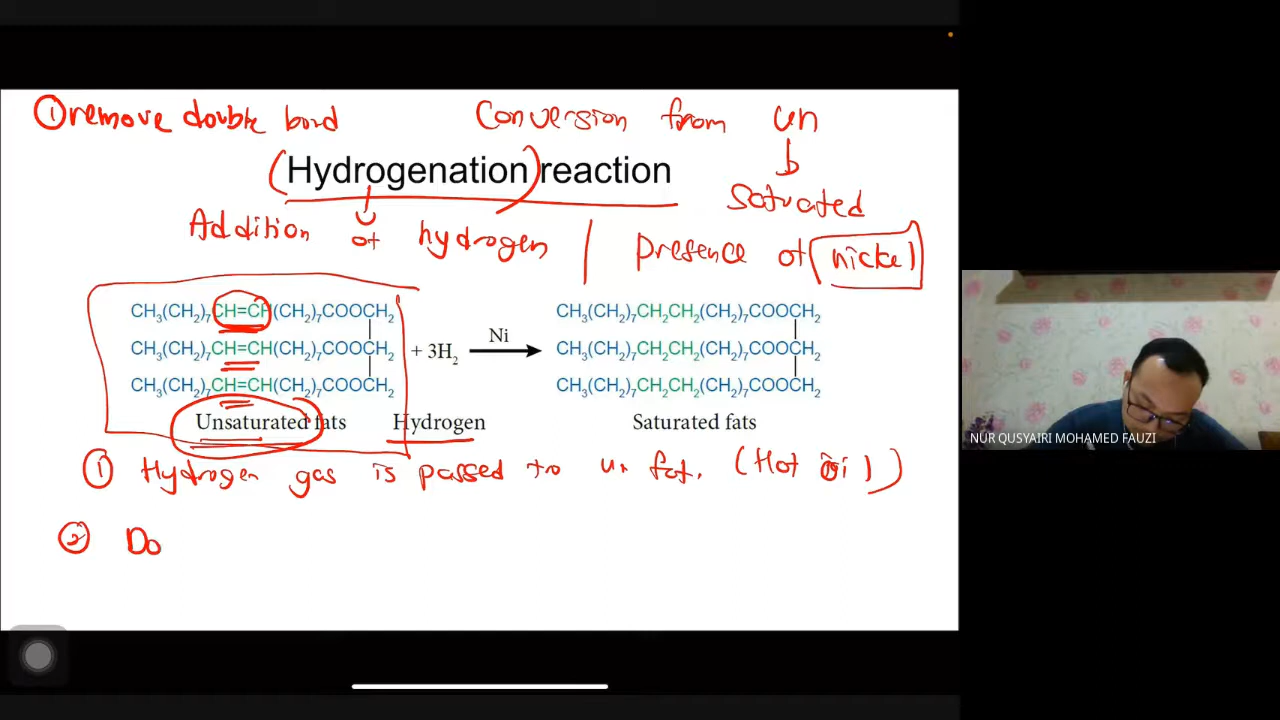 ① remove double bond
Conversion from un
b
saturated
Hydrogenation reaction
Addition of hydrogen | Presence of nickel
CH₃(CH₂)₇CH=CH(CH₂)₇COOCH₂
CH₃(CH₂)₇CH=CH(CH₂)₇COOCH₂
CH₃(CH₂)₇CH=CH(CH₂)₇COOCH₂
+ 3H₂
Ni
CH₃(CH₂)₇CH₂CH₂(CH₂)₇COOCH₂
CH₃(CH₂)₇CH₂CH₂(CH₂)₇COOCH₂
CH₃(CH₂)₇CH₂CH₂(CH₂)₇COOCH₂
Unsaturated fats
Hydrogen
Saturated fats
① Hydrogen gas is passed to un fat. (Hot oil)
② Do
NUR QUSYAIRI MOHAMED FAUZI